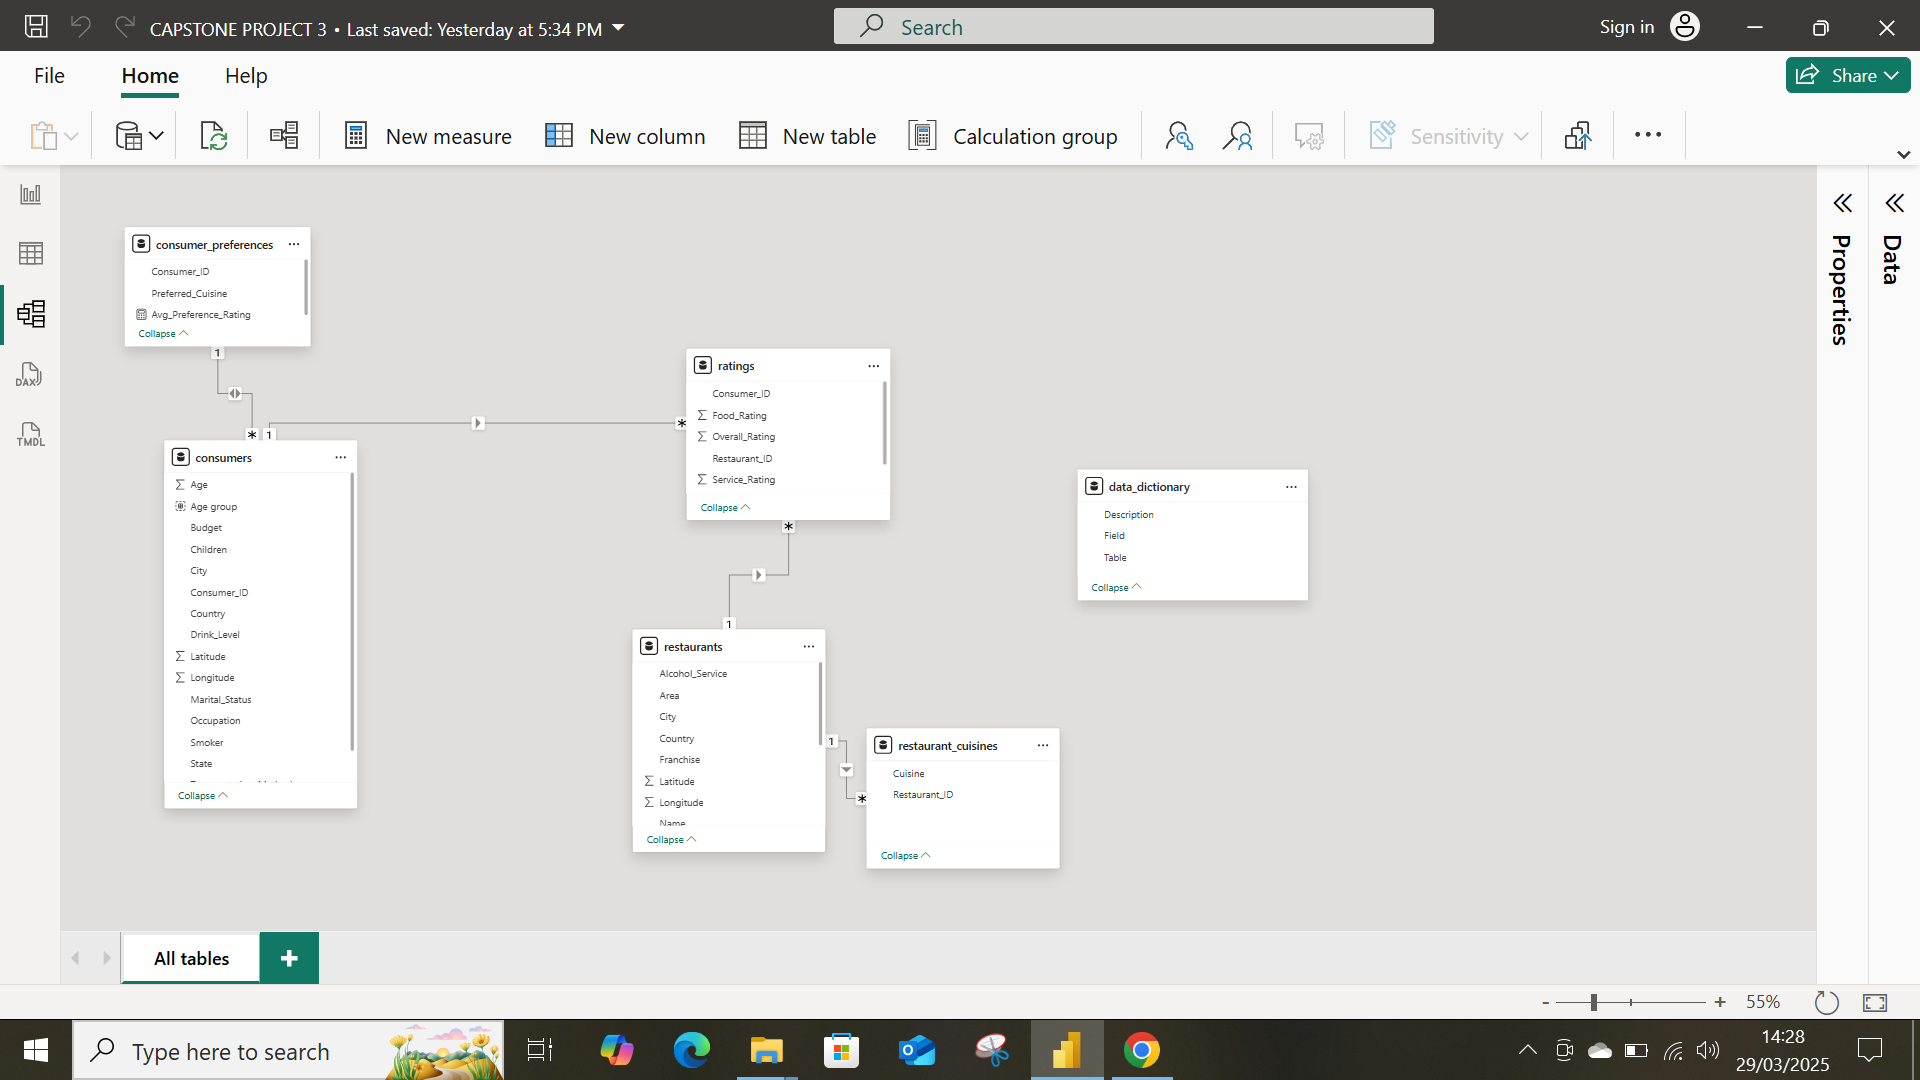 CAPSTONE PROJECT 3 • Last saved: Yesterday at 5:34 PM
Search
Sign in
File
Home
Help
Share
New measure
New column
New table
Calculation group
Sensitivity
DAX
TMDL
consumer_preferences
Consumer_ID
Preferred_Cuisine
Avg_Preference_Rating
Collapse
1
*
1
*
consumers
Age
Age group
Budget
Children
City
Consumer_ID
Country
Drink_Level
Latitude
Longitude
Marital_Status
Occupation
Smoker
State
Collapse
ratings
Consumer_ID
Food_Rating
Overall_Rating
Restaurant_ID
Service_Rating
Collapse
*
1
restaurants
Alcohol_Service
Area
City
Country
Franchise
Latitude
Longitude
Name
Collapse
1
*
restaurant_cuisines
Cuisine
Restaurant_ID
Collapse
data_dictionary
Description
Field
Table
Collapse
Properties
Data
All tables
+
- + 55%
Type here to search
14:28
29/03/2025